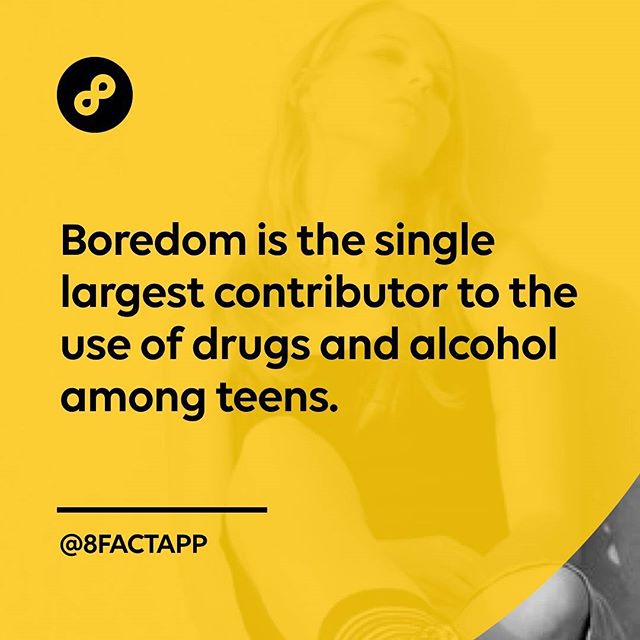 Boredom is the single
largest contributor to the
use of drugs and alcohol
among teens.
@8FACTAPP